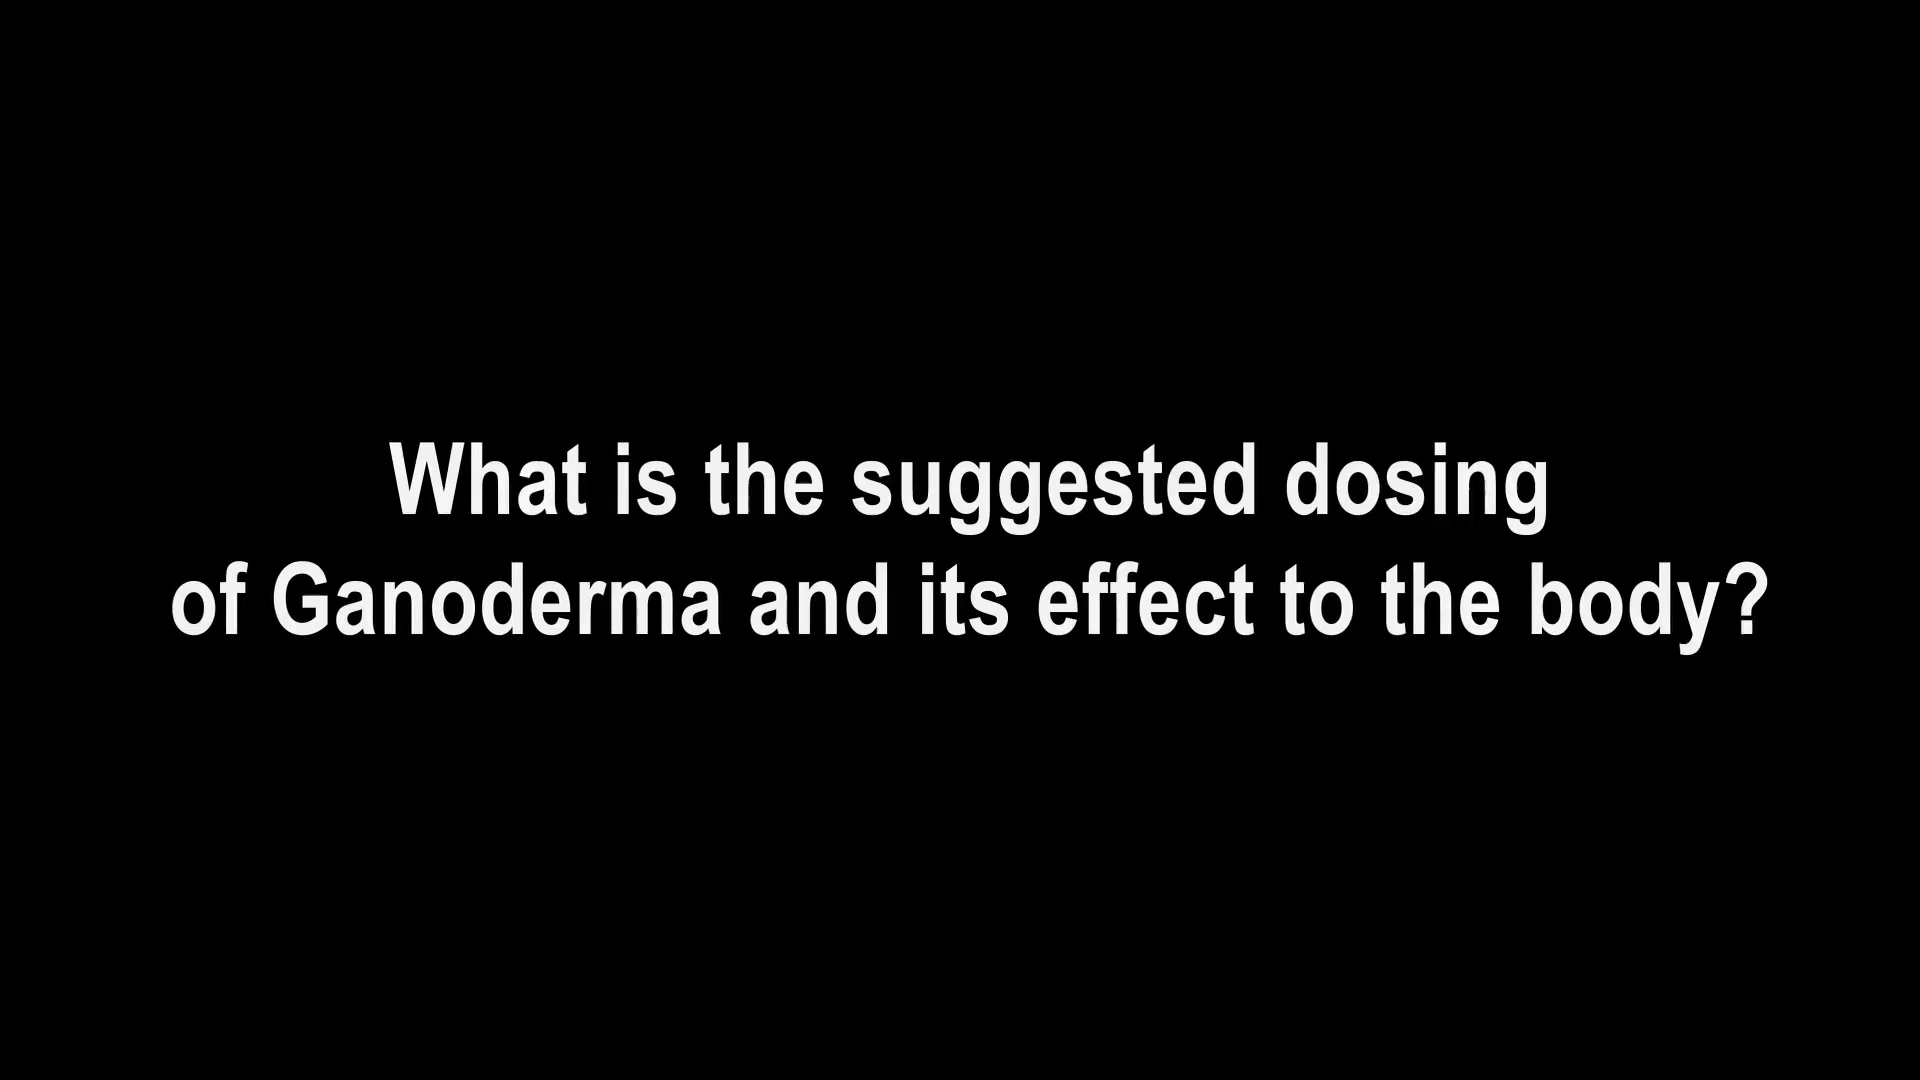 What is the suggested dosing
of Ganoderma and its effect to the body?